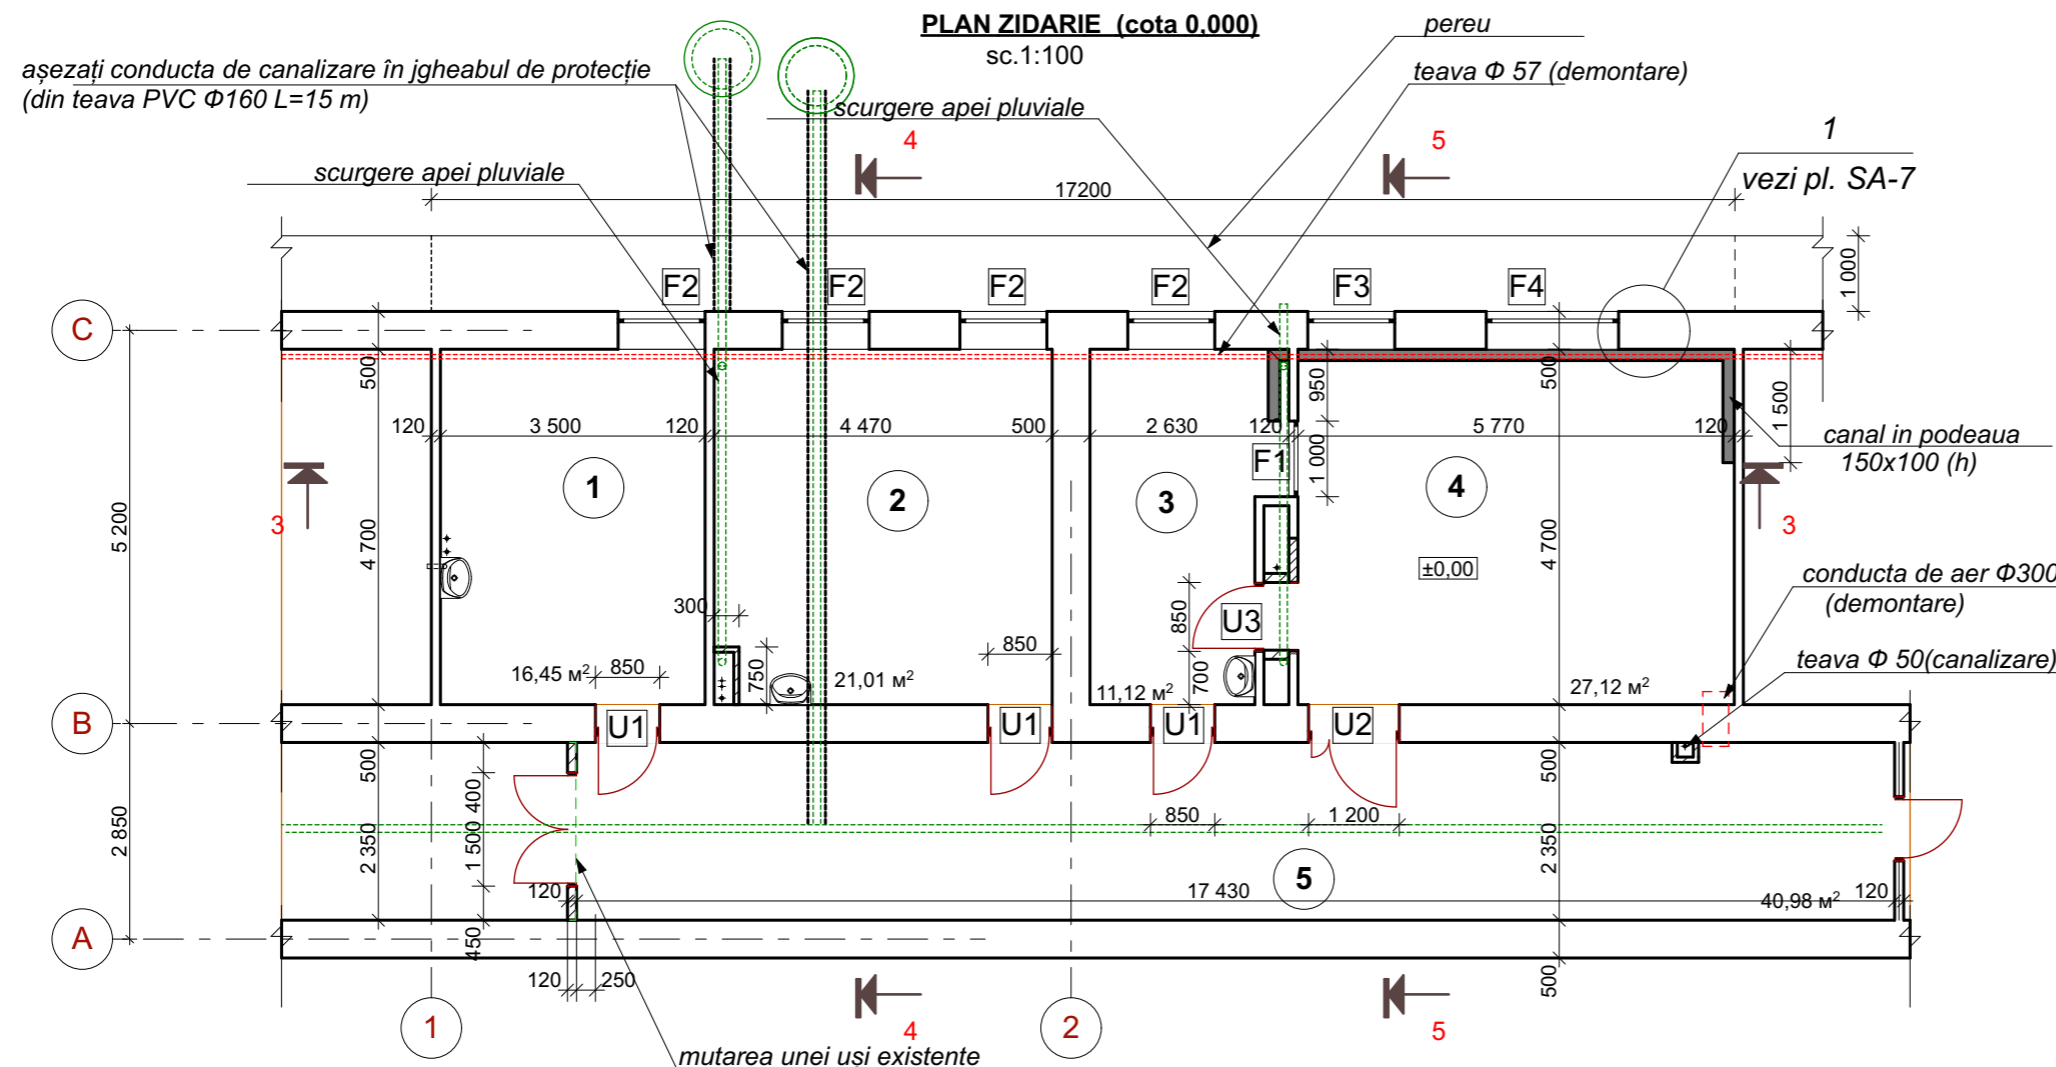 PLAN ZIDARIE (cota 0,000)
sc.1:100
pereu
așezați conducta de canalizare în jgheabul de protecție
(din teava PVC Φ160 L=15 m)
teava Φ 57 (demontare)
scurgere apei pluviale
4
5
1
vezi pl. SA-7
scurgere apei pluviale
17200
1 000
F2
F2
F2
F2
F3
F4
C
500
500
950
1 500
120
3 500
120
4 470
500
2 630
120
5 770
120
canal in podeaua
150x100 (h)
F1
1 000
1
2
3
4
3
3
5 200
4 700
4 700
±0,00
conducta de aer Φ300
(demontare)
300
850
U3
850
teava Φ 50(canalizare)
16,45 м²
850
750
21,01 м²
11,12 м²
700
27,12 м²
B
U1
U1
U1
U2
500
400
500
2 850
2 350
1 500
850
1 200
2 350
5
120
17 430
40,98 м²
120
A
450
500
120
250
1
4
2
5
mutarea unei uși existente